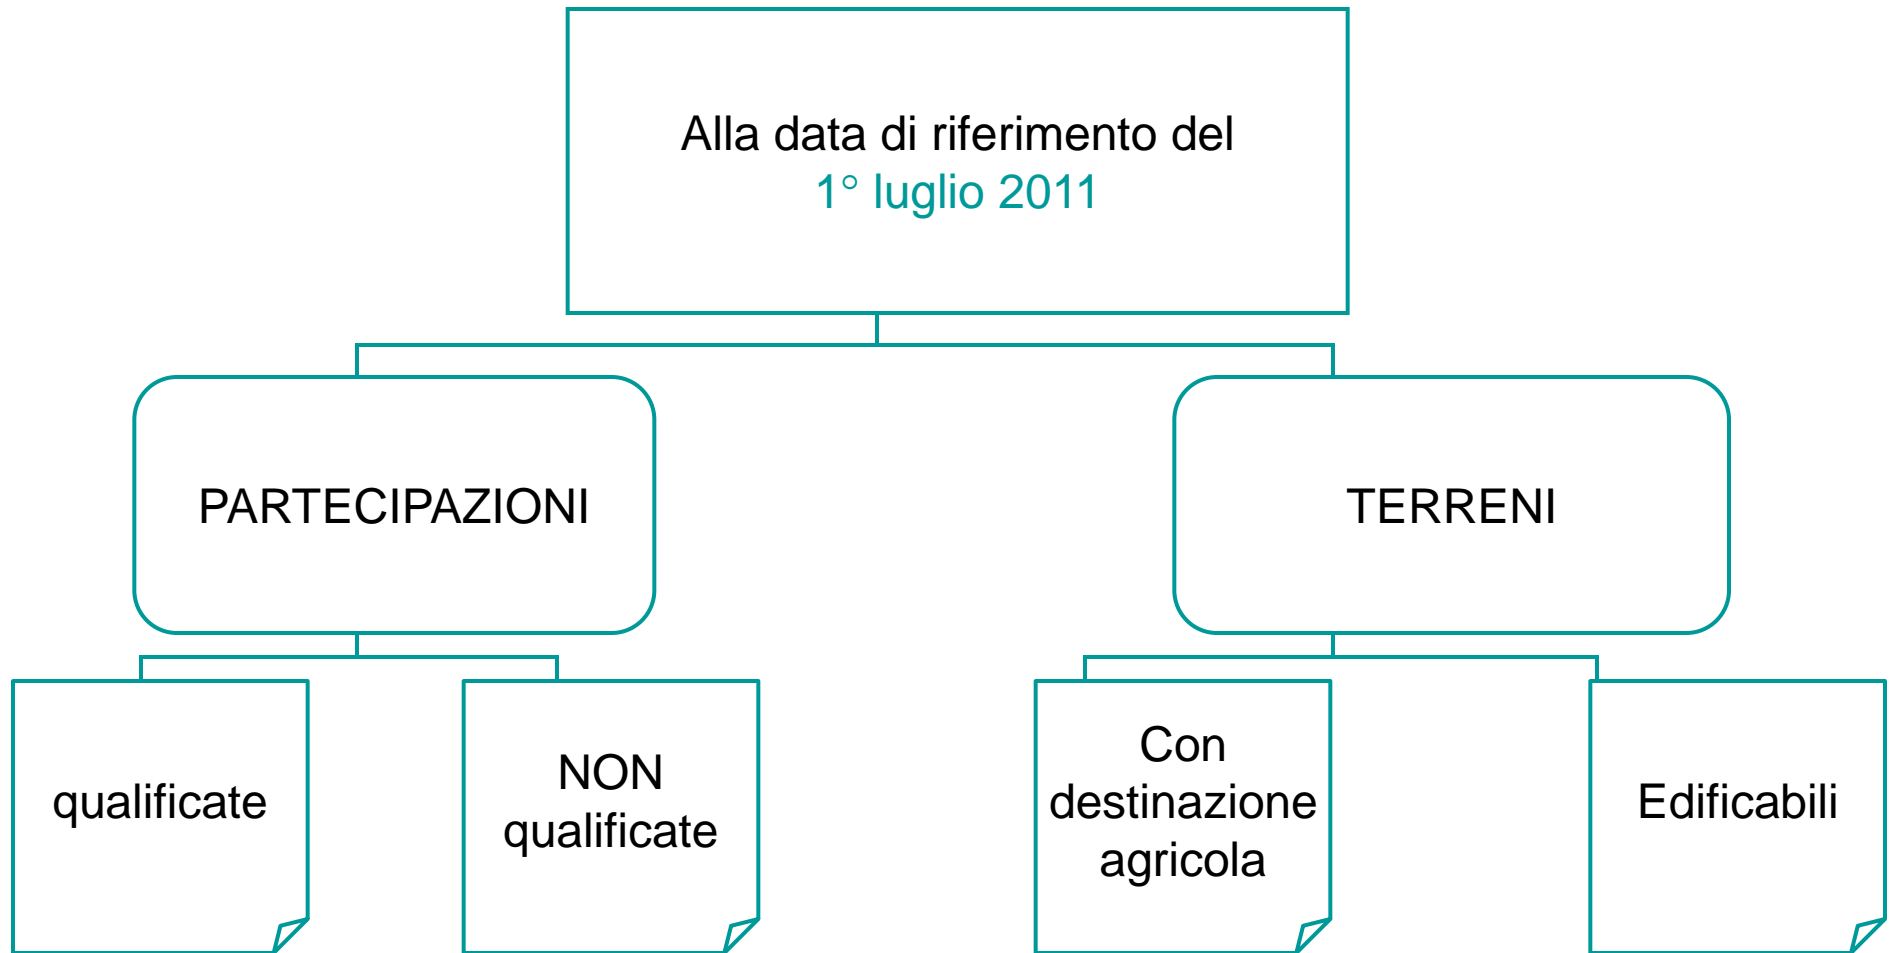 Alla data di riferimento del
1° luglio 2011
PARTECIPAZIONI
TERRENI
qualificate
NON
qualificate
Con
destinazione
agricola
Edificabili